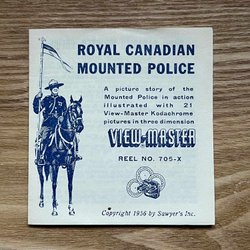 ROYAL CANADIAN
MOUNTED POLICE
A picture story of the
Mounted Police in action
illustrated with 21
View-Master Kodachrome
pictures in three dimension
VIEW-MASTER
REEL NO. 705-X
Copyright 1956 by Sawyer's Inc.